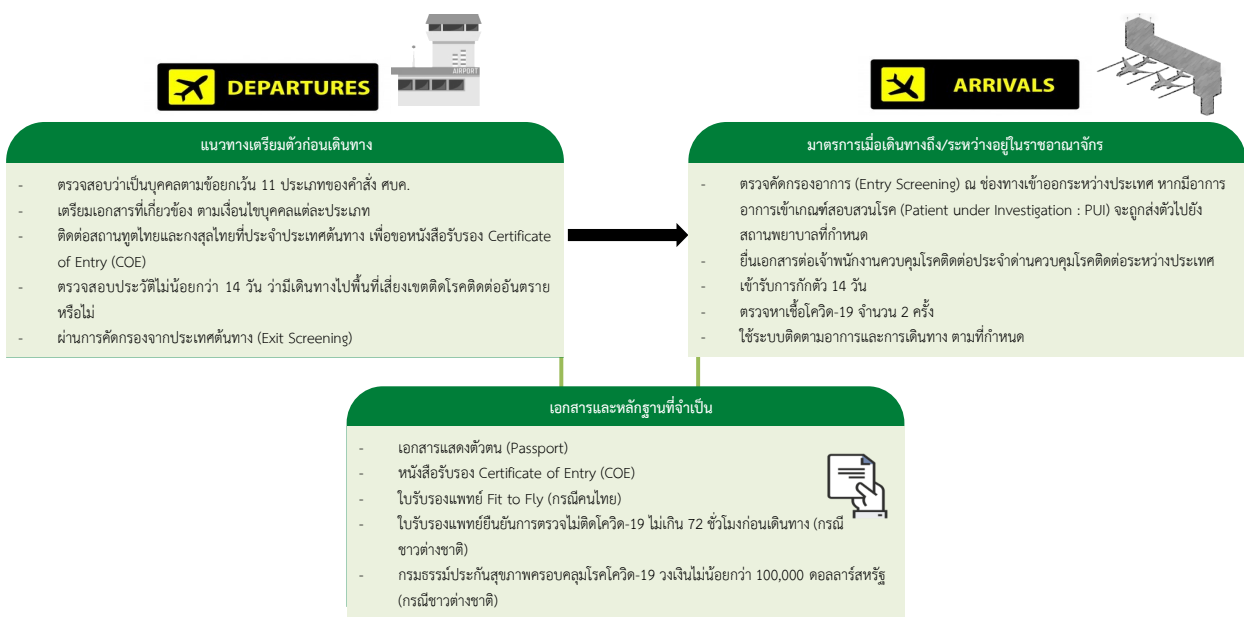 DEPARTURES
AIRPORT
ARRIVALS
แนวทางเตรียมตัวก่อนเดินทาง
- ตรวจสอบว่าเป็นบุคคลตามข้อยกเว้น 11 ประเภทของคำสั่ง ศบค.
- เตรียมเอกสารที่เกี่ยวข้อง ตามเงื่อนไขบุคคลแต่ละประเภท
- ติดต่อสถานทูตไทยและกงสุลไทยที่ประจำประเทศต้นทาง เพื่อขอหนังสือรับรอง Certificate
of Entry (COE)
- ตรวจสอบประวัติไม่น้อยกว่า 14 วัน ว่ามีเดินทางไปพื้นที่เสี่ยงเขตติดโรคติดต่ออันตราย
หรือไม่
- ผ่านการคัดกรองจากประเทศต้นทาง (Exit Screening)
มาตรการเมื่อเดินทางถึง/ระหว่างอยู่ในราชอาณาจักร
- ตรวจคัดกรองอาการ (Entry Screening) ณ ช่องทางเข้าออกระหว่างประเทศ หากมีอาการ
อาการเข้าเกณฑ์สอบสวนโรค (Patient under Investigation : PUI) จะถูกส่งตัวไปยัง
สถานพยาบาลที่กำหนด
- ยื่นเอกสารต่อเจ้าพนักงานควบคุมโรคติดต่อประจำด่านควบคุมโรคติดต่อระหว่างประเทศ
- เข้ารับการกักตัว 14 วัน
- ตรวจหาเชื้อโควิด-19 จำนวน 2 ครั้ง
- ใช้ระบบติดตามอาการและการเดินทาง ตามที่กำหนด
เอกสารและหลักฐานที่จำเป็น
- เอกสารแสดงตัวตน (Passport)
- หนังสือรับรอง Certificate of Entry (COE)
- ใบรับรองแพทย์ Fit to Fly (กรณีคนไทย)
- ใบรับรองแพทย์ยืนยันการตรวจไม่ติดโควิด-19 ไม่เกิน 72 ชั่วโมงก่อนเดินทาง (กรณี
ชาวต่างชาติ)
- กรมธรรม์ประกันสุขภาพครอบคลุมโรคโควิด-19 วงเงินไม่น้อยกว่า 100,000 ดอลลาร์สหรัฐ
(กรณีชาวต่างชาติ)